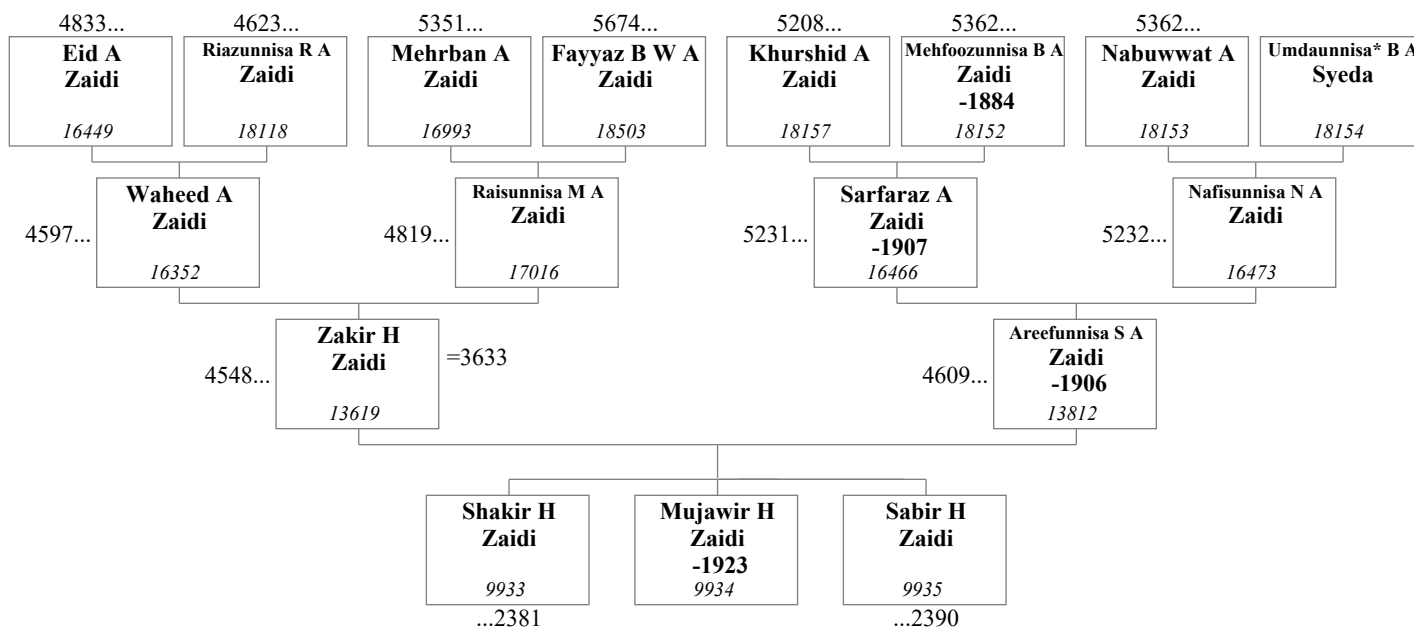 4833...
4623...
5351...
5674...
5208...
5362...
5362...
Eid A
Zaidi
16449
Riazunnisa R A
Zaidi
18118
Mehrban A
Zaidi
16993
Fayyaz B W A
Zaidi
18503
Khurshid A
Zaidi
18157
Mehfoozunnisa B A
Zaidi
-1884
18152
Nabuwwat A
Zaidi
18153
Umdaunnisa* B A
Syeda
18154
4597...
Waheed A
Zaidi
16352
4819...
Raisunnisa M A
Zaidi
17016
5231...
Sarfaraz A
Zaidi
-1907
16466
5232...
Nafisunnisa N A
Zaidi
16473
4548...
Zakir H
Zaidi
13619
=3633
4609...
Areefunnisa S A
Zaidi
-1906
13812
Shakir H
Zaidi
9933
...2381
Mujawir H
Zaidi
-1923
9934
Sabir H
Zaidi
9935
...2390